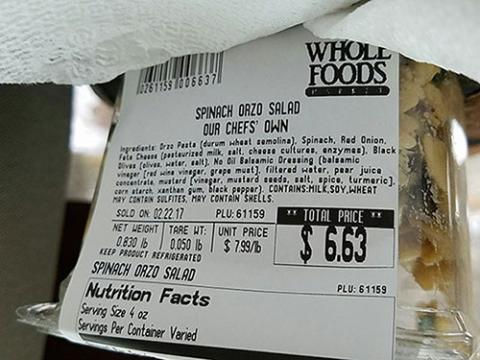 WHOLE
FOODS
MARKET
0261159 006637
SPINACH ORZO SALAD
OUR CHEFS' OWN
Ingredients: Orzo Pasta (durum wheat semolina), Spinach, Red Onion,
Feta Cheese (pasteurized milk, salt, cheese cultures, enzymes), Black
Olives (olives, water, salt), No Oil Balsamic Dressing (balsamic
vinegar [red wine vinegar, grape must], filtered water, pear juice
concentrate, mustard [vinegar, mustard seeds, salt, spice, turmeric],
corn starch, xanthan gum, black pepper). CONTAINS:MILK,SOY,WHEAT
MAY CONTAIN SULFITES, MAY CONTAIN SHELLS.
SOLD ON: 02.22.17 PLU: 61159 ** TOTAL PRICE **
NET WEIGHT TARE WT: UNIT PRICE
0.830 lb 0.050 lb $ 7.99/lb $ 6.63
KEEP PRODUCT REFRIGERATED
SPINACH ORZO SALAD PLU: 61159
Nutrition Facts
Serving Size 4 oz
Servings Per Container Varied